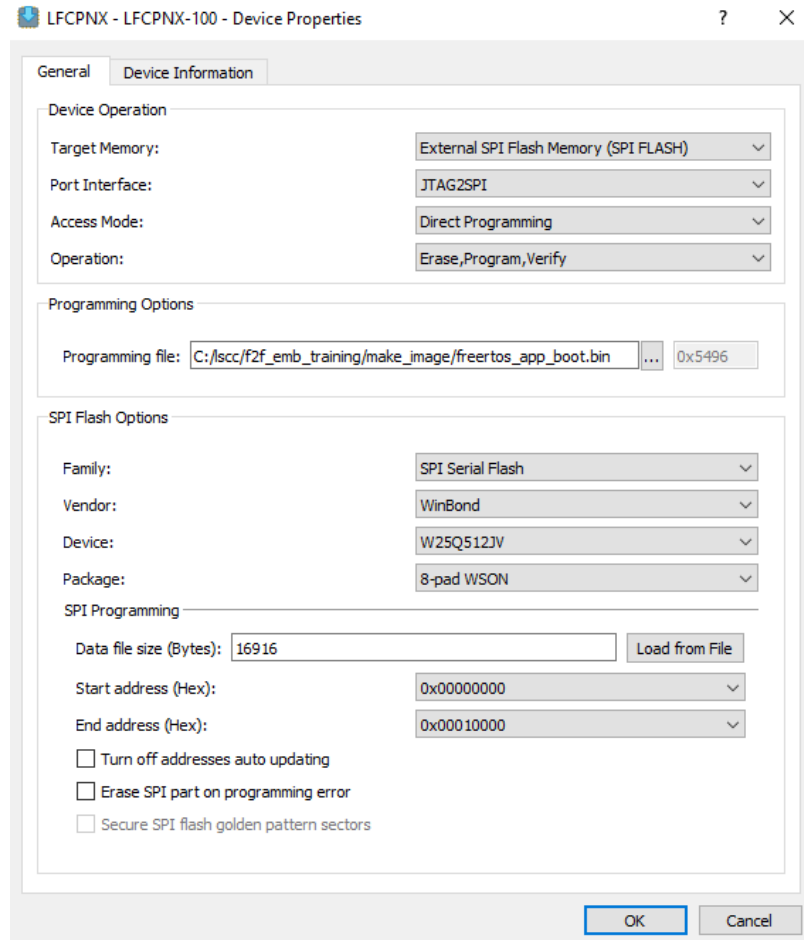 LFCPNX - LFCPNX-100 - Device Properties ? ×
General Device Information
Device Operation
Target Memory: External SPI Flash Memory (SPI FLASH)
Port Interface: JTAG2SPI
Access Mode: Direct Programming
Operation: Erase,Program,Verify
Programming Options
Programming file: C:/lscc/f2f_emb_training/make_image/freertos_app_boot.bin ... 0x5496
SPI Flash Options
Family: SPI Serial Flash
Vendor: WinBond
Device: W25Q512JV
Package: 8-pad WSON
SPI Programming
Data file size (Bytes): 16916 Load from File
Start address (Hex): 0x00000000
End address (Hex): 0x00010000
Turn off addresses auto updating
Erase SPI part on programming error
Secure SPI flash golden pattern sectors
OK Cancel